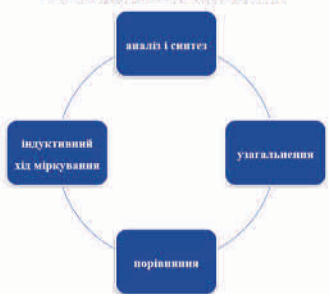 аналіз і синтез
узагальнення
порівняння
індуктивний
хід міркування